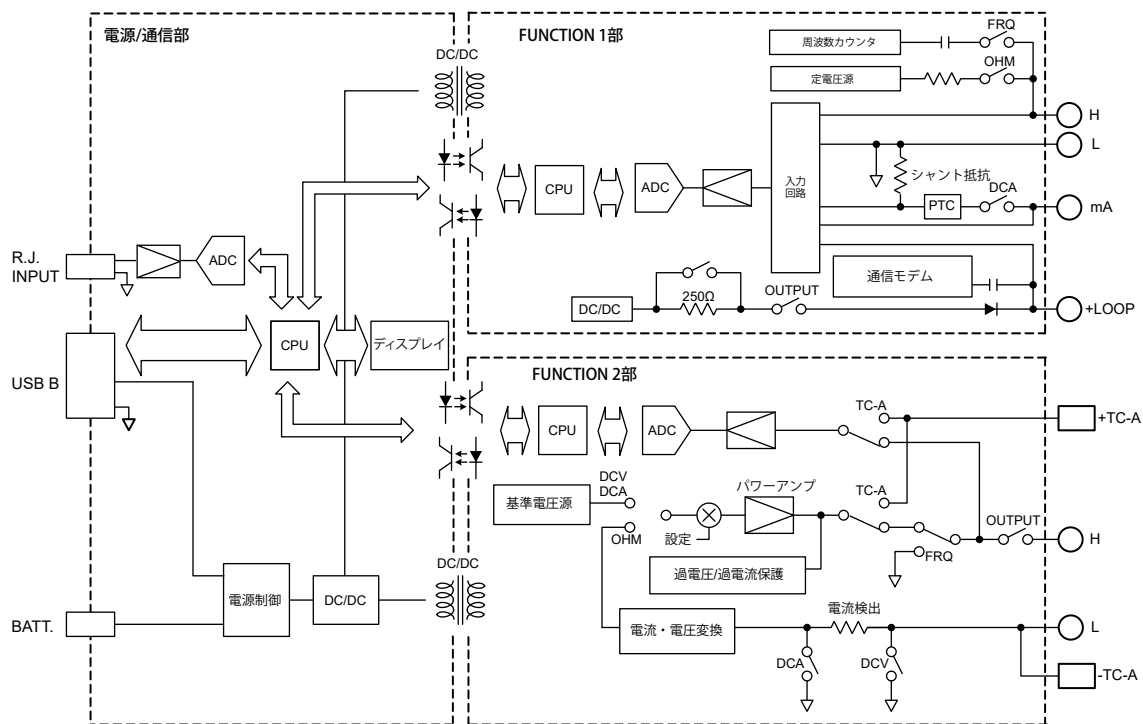 電源/通信部
FUNCTION 1部
DC/DC
周波数カウンタ
FRQ
定電圧源
OHM
H
L
CPU
ADC
入力
回路
シャント抵抗
PTC
DCA
mA
R.J.
INPUT
ADC
通信モデム
DC/DC
250Ω
OUTPUT
+LOOP
USB B
CPU
ディスプレイ
FUNCTION 2部
CPU
ADC
TC-A
+TC-A
基準電圧源
DCV
DCA
OHM
設定
パワーアンプ
TC-A
OUTPUT
H
FRQ
過電圧/過電流保護
DC/DC
電源制御
DC/DC
BATT.
電流・電圧変換
電流検出
L
DCA
DCV
-TC-A